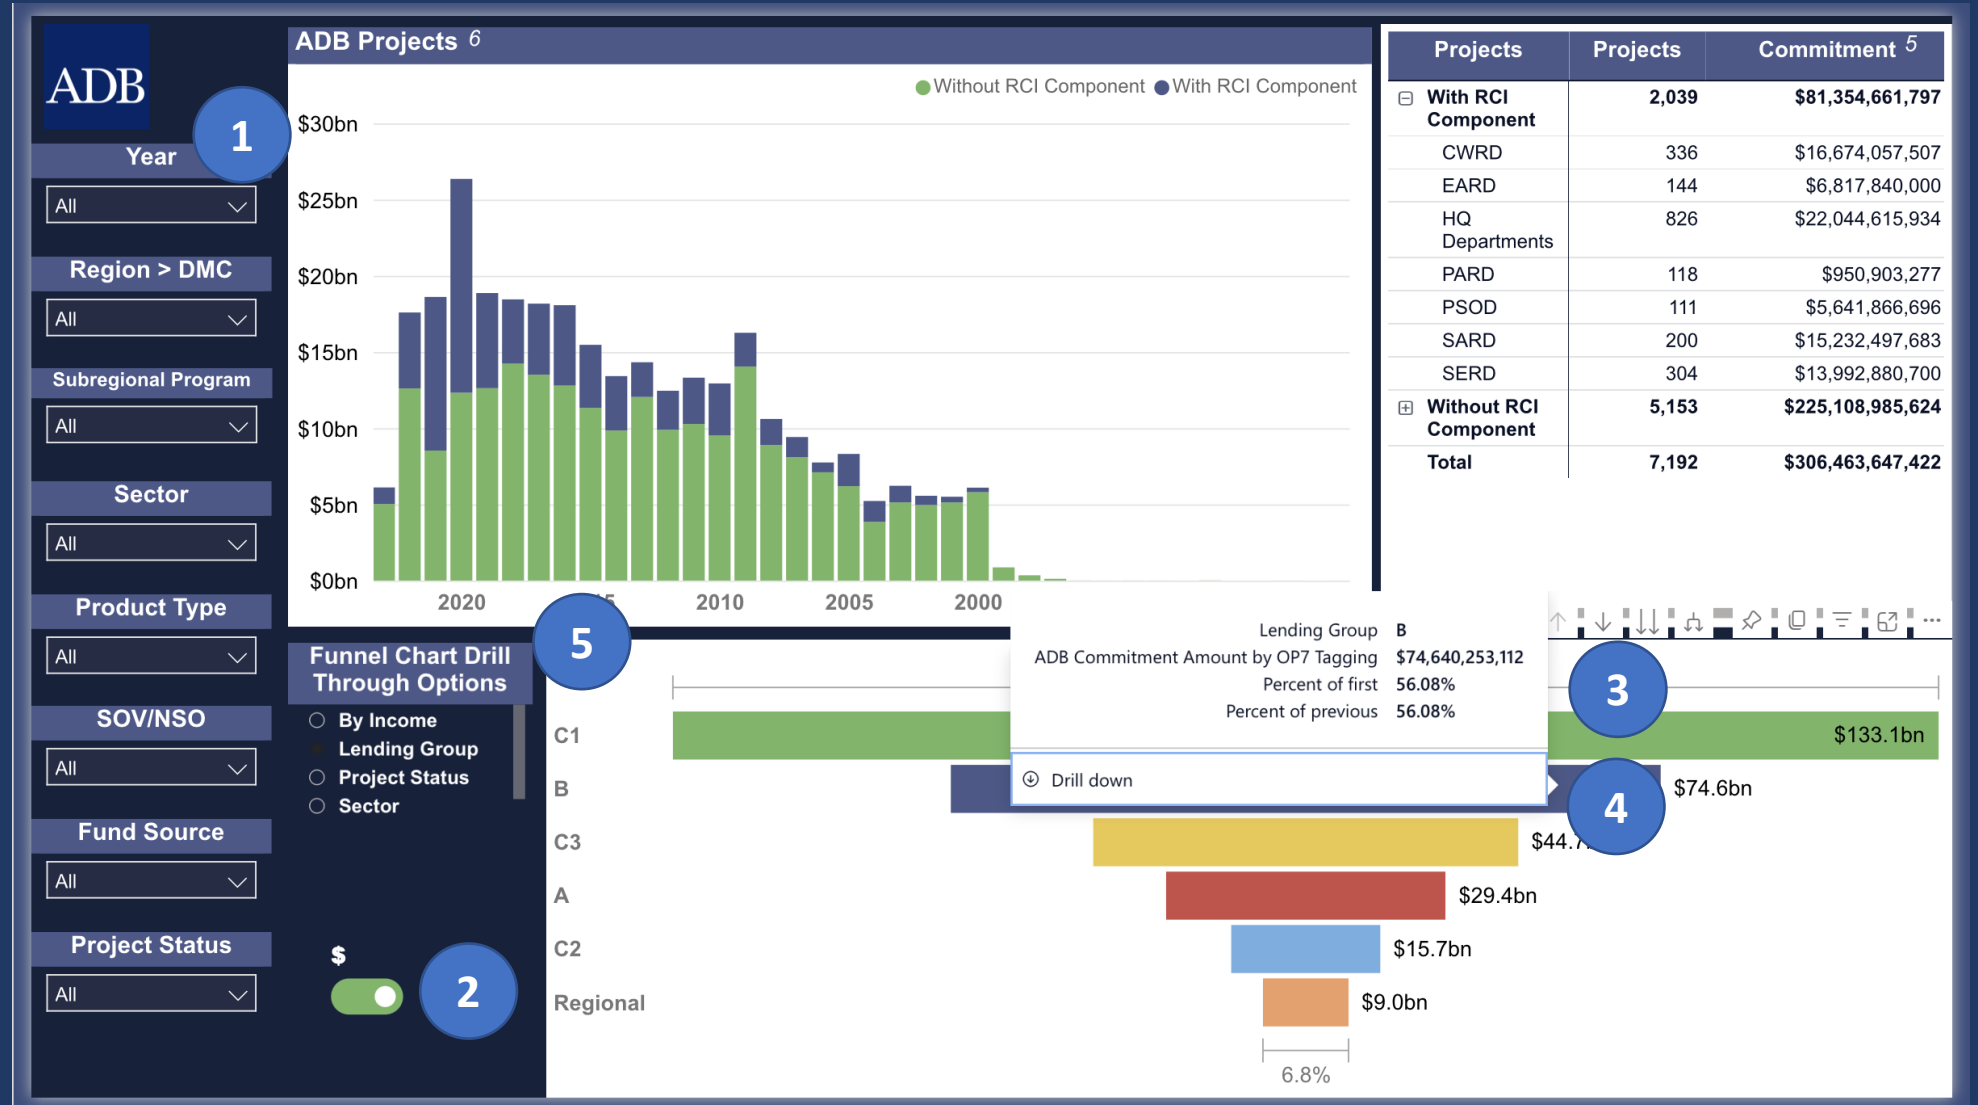 ADB
1
Year
All
Region > DMC
All
Subregional Program
All
Sector
All
Product Type
All
SOV/NSO
All
Fund Source
All
Project Status
All
ADB Projects 6
Without RCI Component With RCI Component
$30bn
$25bn
$20bn
$15bn
$10bn
$5bn
$0bn
2020 2010 2005 2000
Projects Projects Commitment 5
With RCI 2,039 $81,354,661,797
Component
CWRD 336 $16,674,057,507
EARD 144 $6,817,840,000
HQ 826 $22,044,615,934
Departments
PARD 118 $950,903,277
PSOD 111 $5,641,866,696
SARD 200 $15,232,497,683
SERD 304 $13,992,880,700
Without RCI 5,153 $225,108,985,624
Component
Total 7,192 $306,463,647,422
5
Funnel Chart Drill
Through Options
By Income
Lending Group
Project Status
Sector
$
2
Lending Group B
ADB Commitment Amount by OP7 Tagging $74,640,253,112
Percent of first 56.08%
Percent of previous 56.08%
Drill down
3
4
C1 $133.1bn
B $74.6bn
C3 $44.7
A $29.4bn
C2 $15.7bn
Regional $9.0bn
6.8%